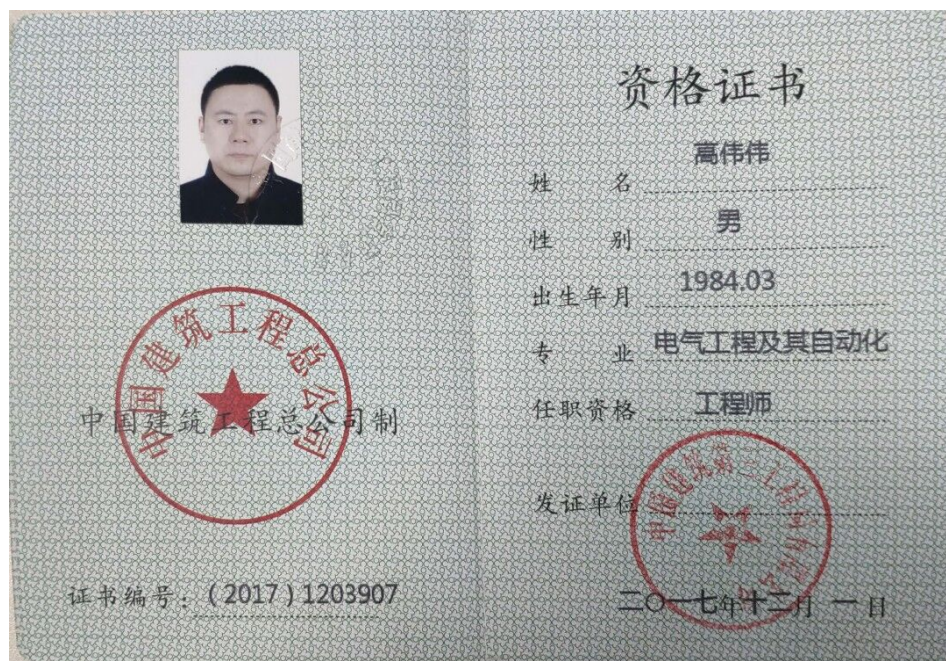 中国建筑工程总公司
中国建筑工程总公司制
证书编号：（2017）1203907
资格证书
姓 名 高伟伟
性 别 男
出生年月 1984.03
专 业 电气工程及其自动化
任职资格 工程师
发证单位
二〇一七年十二月 一 日